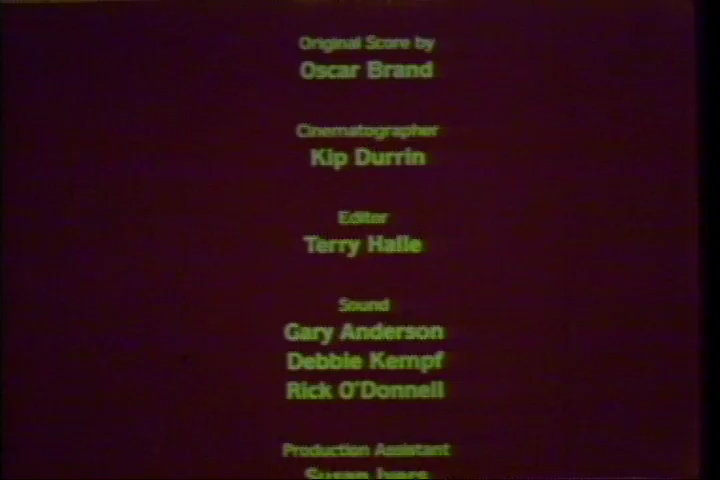 Original Score by
Oscar Brand
Cinematographer
Kip Durrin
Editor
Terry Halle
Sound
Gary Anderson
Debbie Kempf
Rick O'Donnell
Production Assistant
Susan